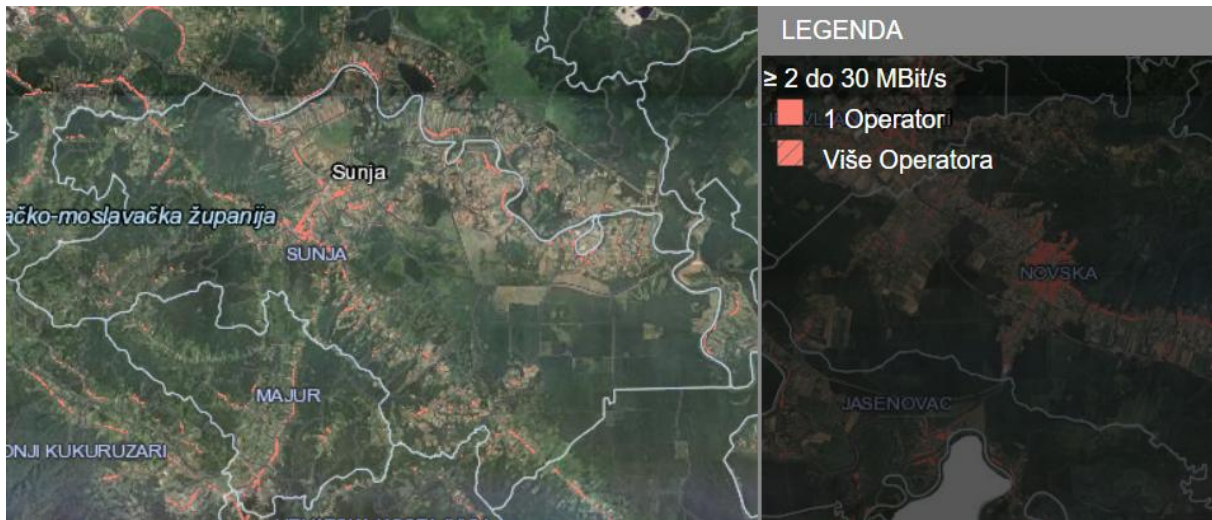 LEGENDA
≥ 2 do 30 MBit/s
1 Operator
Više Operatora
Sunja
ačko-moslavačka županija
SUNJA
NOVSKA
MAJUR
JASENOVAC
ONJI KUKURUZARI